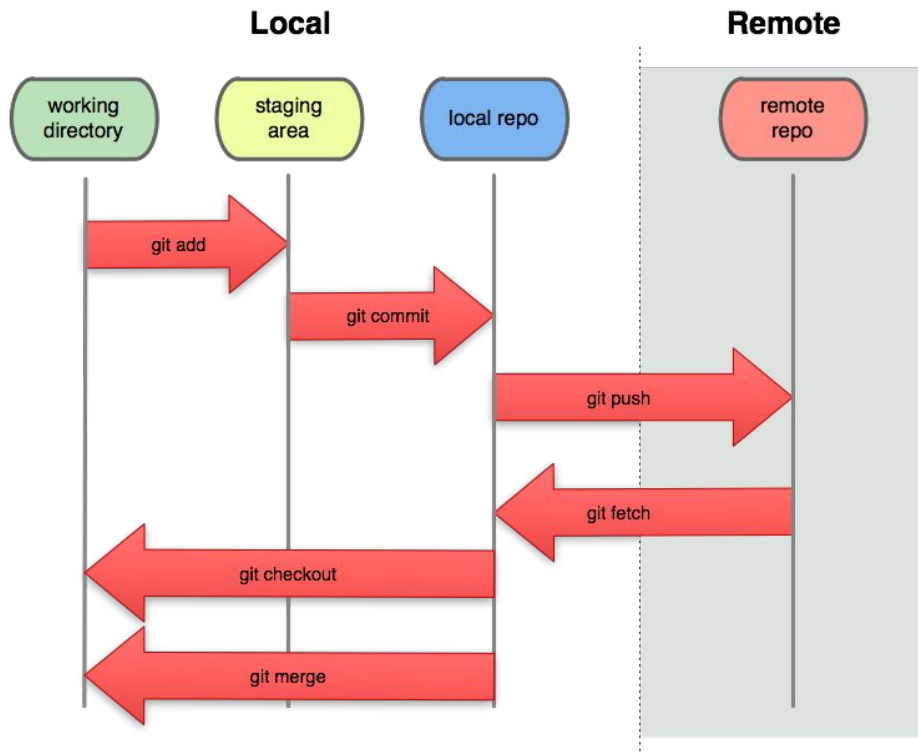 Local
Remote
working
directory
staging
area
local repo
remote
repo
git add
git commit
git push
git fetch
git checkout
git merge